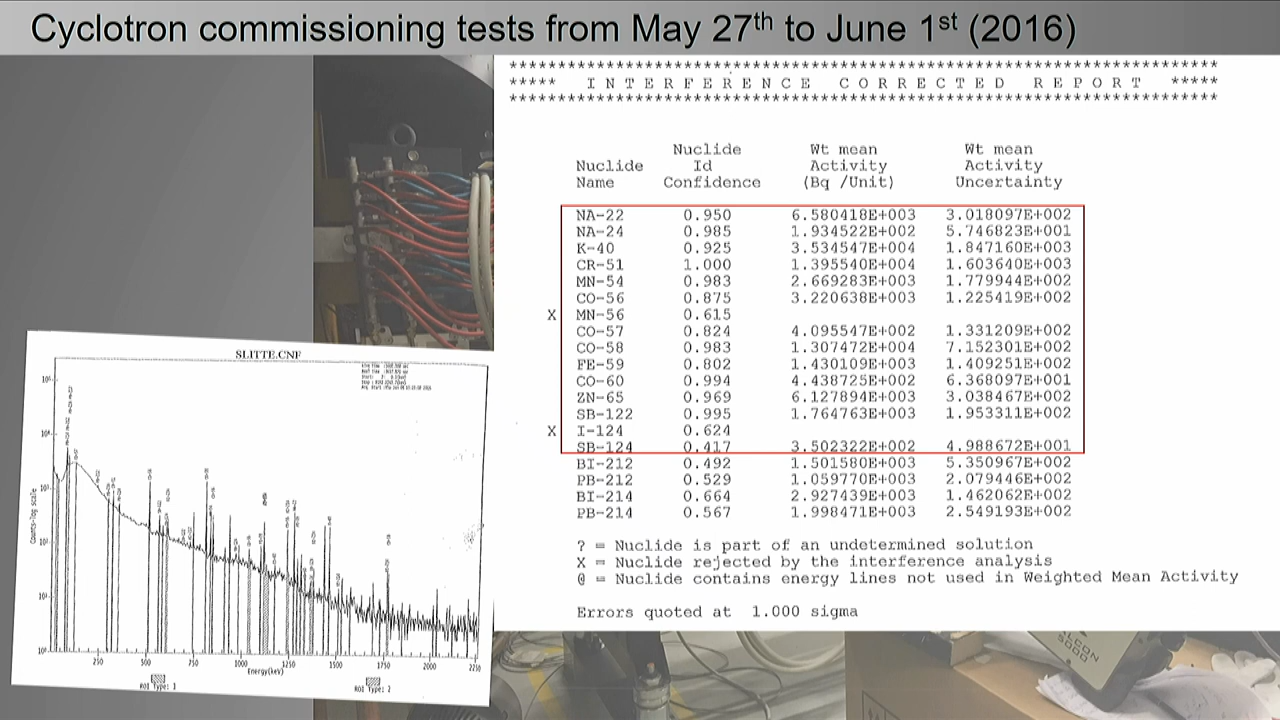 Cyclotron commissioning tests from May 27th to June 1st (2016)
*************************************************************
***** I N T E R F E R E N C E C O R R E C T E D R E P O R T *****
*************************************************************
Nuclide Wt mean Wt mean
Nuclide Id Activity Activity
Name Confidence (Bq /Unit) Uncertainty
NA-22 0.950 6.580418E+003 3.018097E+002
NA-24 0.985 1.934522E+002 5.746823E+001
K-40 0.925 3.534547E+004 1.847160E+003
CR-51 1.000 1.395540E+004 1.603640E+003
MN-54 0.983 2.669283E+003 1.779944E+002
CO-56 0.875 3.220638E+003 1.225419E+002
X MN-56 0.615
CO-57 0.824 4.095547E+002 1.331209E+002
CO-58 0.983 1.307472E+004 7.152301E+002
FE-59 0.802 1.430109E+003 1.409251E+002
CO-60 0.994 4.438725E+002 6.368097E+001
ZN-65 0.969 6.127894E+003 3.038467E+002
SB-122 0.995 1.764763E+003 1.953311E+002
X I-124 0.624
SB-124 0.417 3.502322E+002 4.988672E+001
BI-212 0.492 1.501580E+003 5.350967E+002
PB-212 0.529 1.059770E+003 2.079446E+002
BI-214 0.664 2.927439E+003 1.462062E+002
PB-214 0.567 1.998471E+003 2.549193E+002
? = Nuclide is part of an undetermined solution
X = Nuclide rejected by the interference analysis
@ = Nuclide contains energy lines not used in Weighted Mean Activity
Errors quoted at 1.000 sigma
SLITTE.CNF
Counts-log scale
250 500 750 1000 1250 1500 1750 2000 2250
Energy(keV)
ROI Type: 1 ROI Type: 2